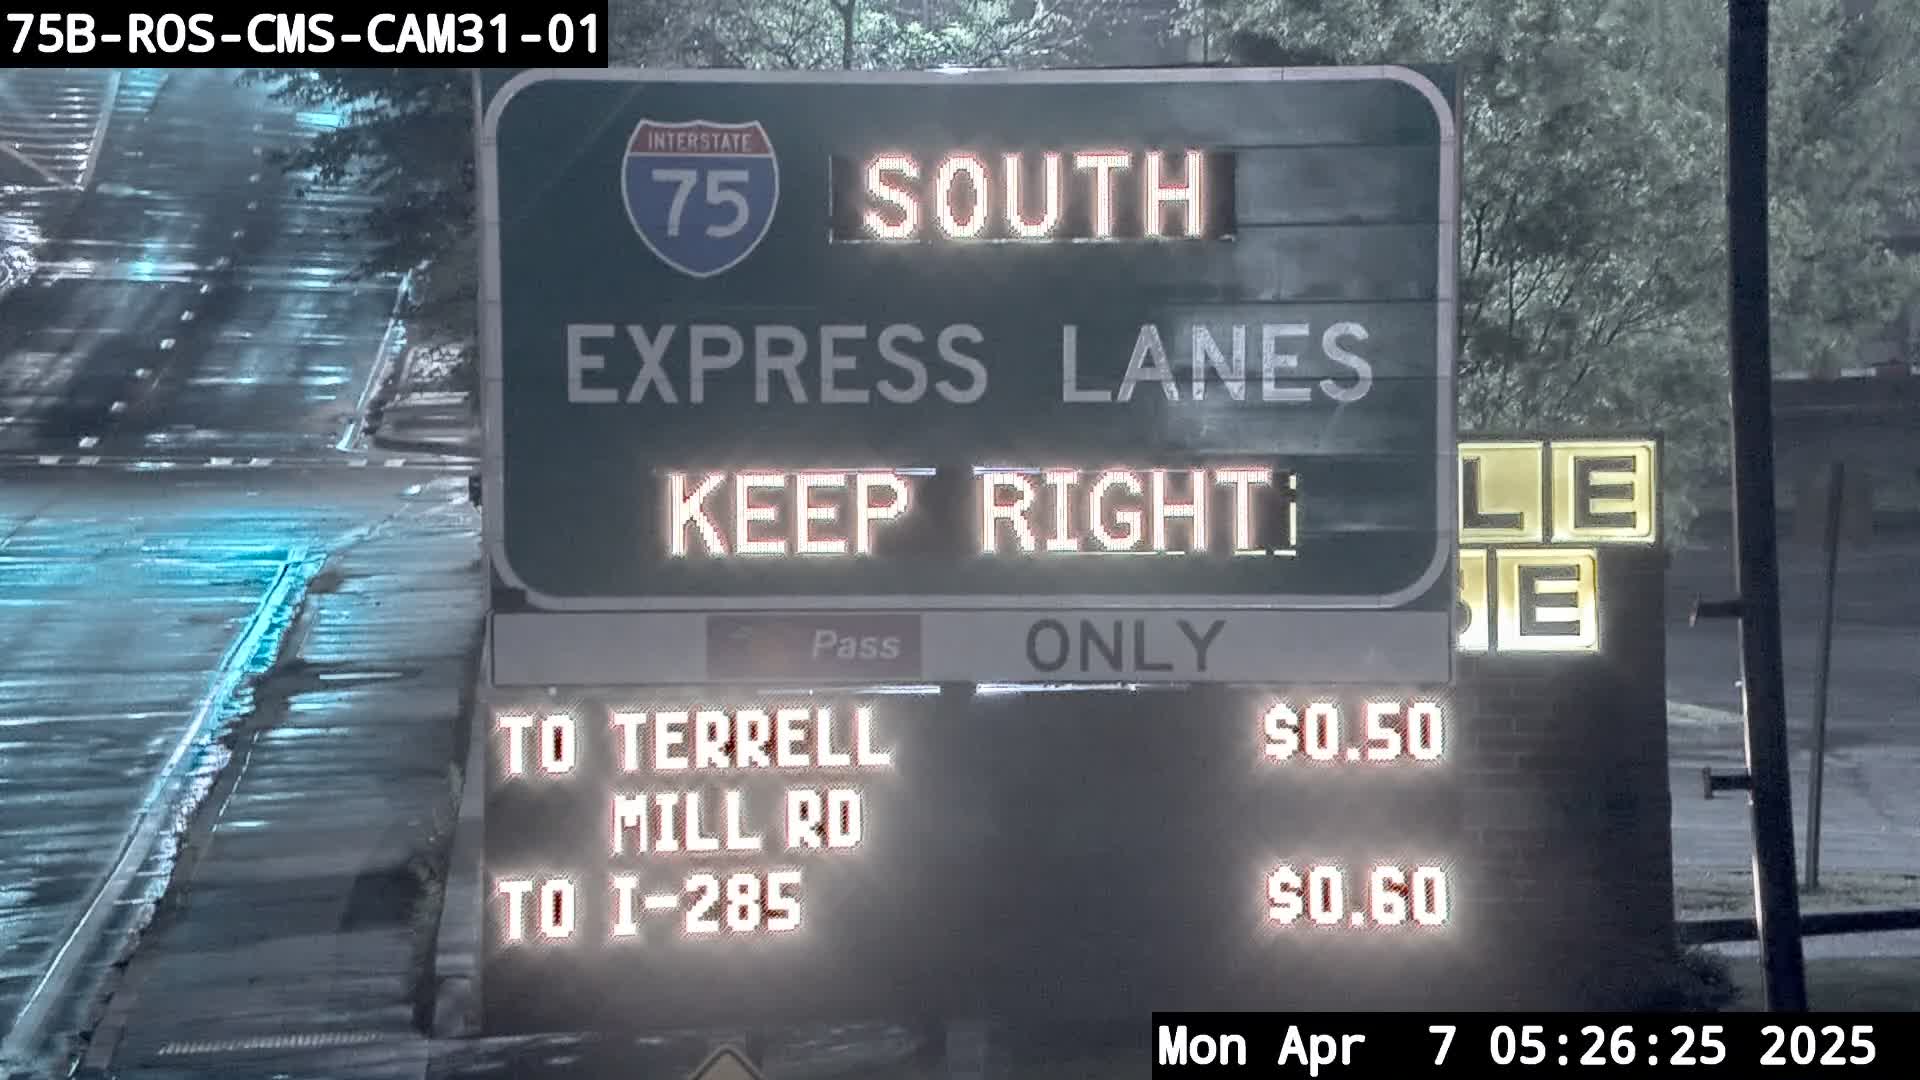 75B-ROS-CMS-CAM31-01
INTERSTATE
75
SOUTH
EXPRESS LANES
KEEP RIGHT
Pass ONLY
LE
E
TO TERRELL $0.50
MILL RD
TO I-285 $0.60
Mon Apr 7 05:26:25 2025